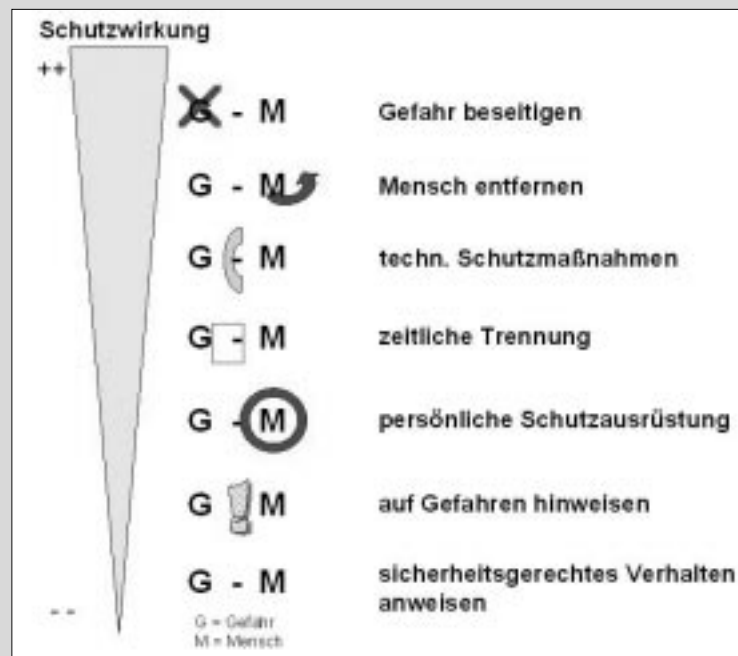 Schutzwirkung
++
G - M Gefahr beseitigen
G - M Mensch entfernen
G - M techn. Schutzmaßnahmen
G - M zeitliche Trennung
G - M persönliche Schutzausrüstung
G ! M auf Gefahren hinweisen
G - M sicherheitsgerechtes Verhalten
anweisen
- -
G = Gefahr
M = Mensch